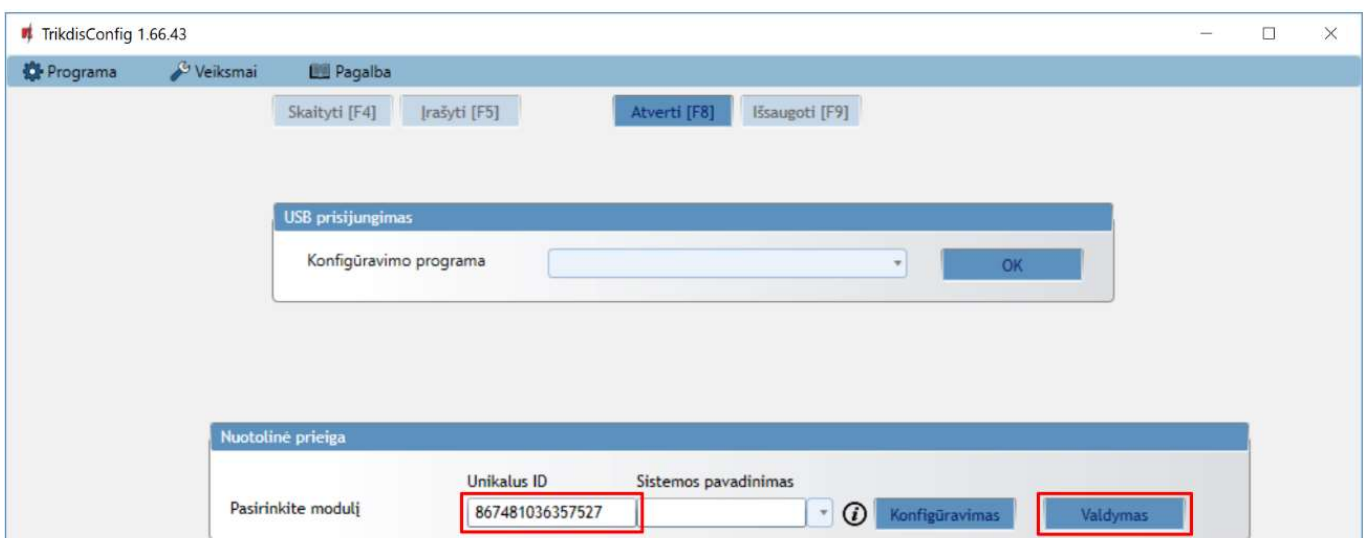 TrikdisConfig 1.66.43
Programa Veiksmai Pagalba
Skaityti [F4] Įrašyti [F5] Atverti [F8] Išsaugoti [F9]
USB prisijungimas
Konfigūravimo programa OK
Nuotolinė prieiga
Unikalus ID Sistemos pavadinimas
Pasirinkite modulį 867481036357527 Konfigūravimas Valdymas